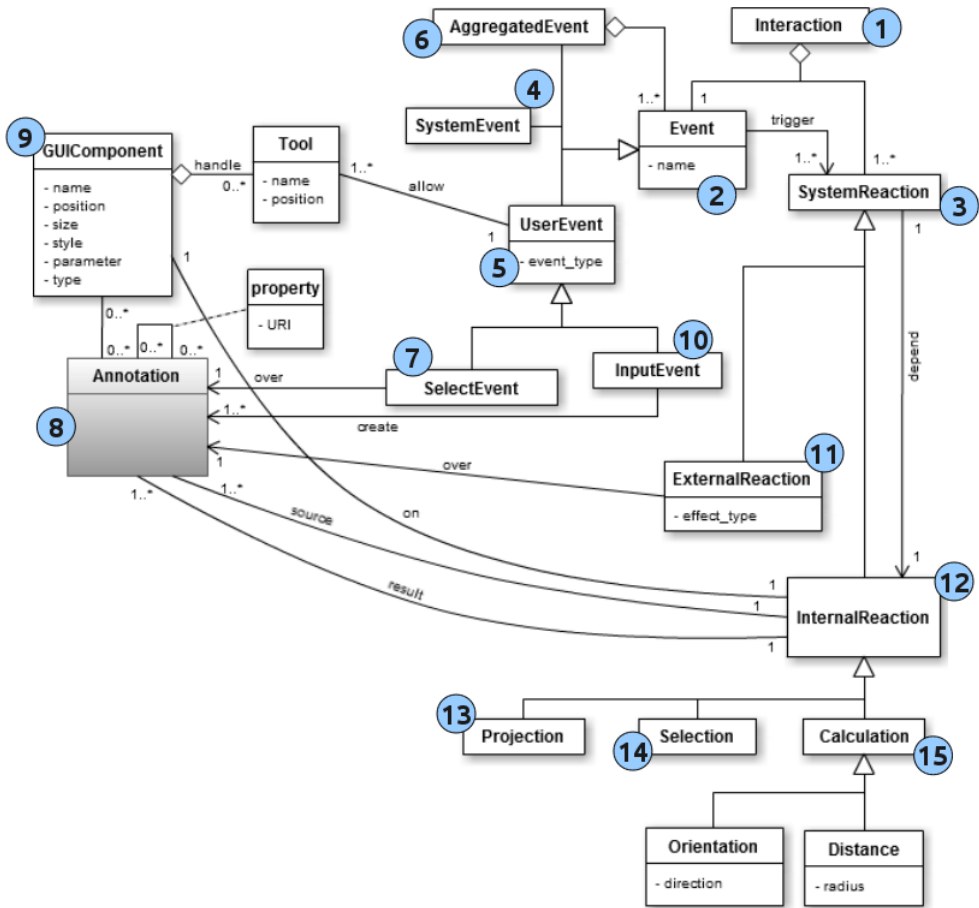 AggregatedEvent
6
Interaction
1
4
SystemEvent
1..*
1
Event
- name
2
trigger
1..*
1..*
SystemReaction
3
9
GUIComponent
- name
- position
- size
- style
- parameter
- type
handle
0..*
Tool
- name
- position
1..*
allow
1
UserEvent
- event_type
5
1
1
property
- URI
0..*
0..*
0..*
0..*
Annotation
8
7
SelectEvent
10
InputEvent
depend
1
over
1..*
create
over
1
11
ExternalReaction
- effect_type
1..*
1..*
source
on
result
1
1
1
1
12
InternalReaction
13
Projection
14
Selection
Calculation
15
Orientation
- direction
Distance
- radius